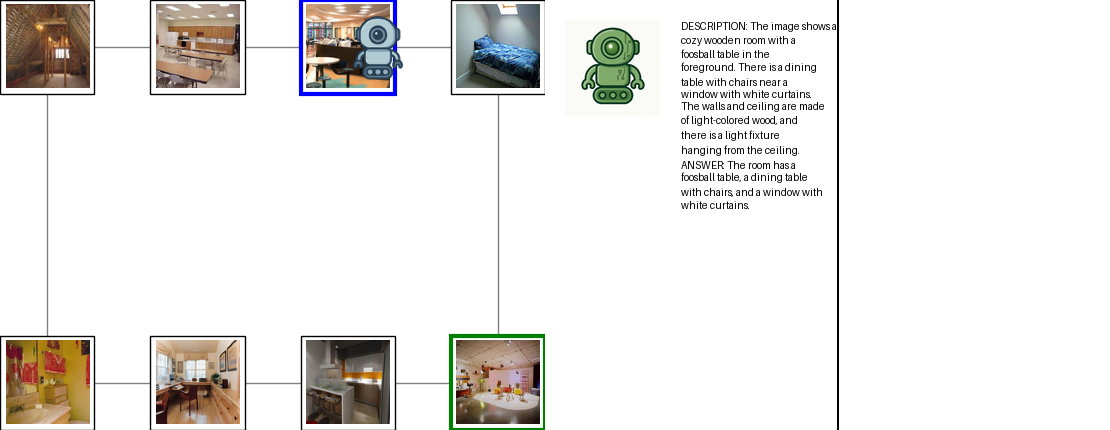 DESCRIPTION: The image shows a
cozy wooden room with a
foosball table in the
foreground. There is a dining
table with chairs near a
window with white curtains.
The walls and ceiling are made
of light-colored wood, and
there is a light fixture
hanging from the ceiling.
ANSWER: The room has a
foosball table, a dining table
with chairs, and a window with
white curtains.